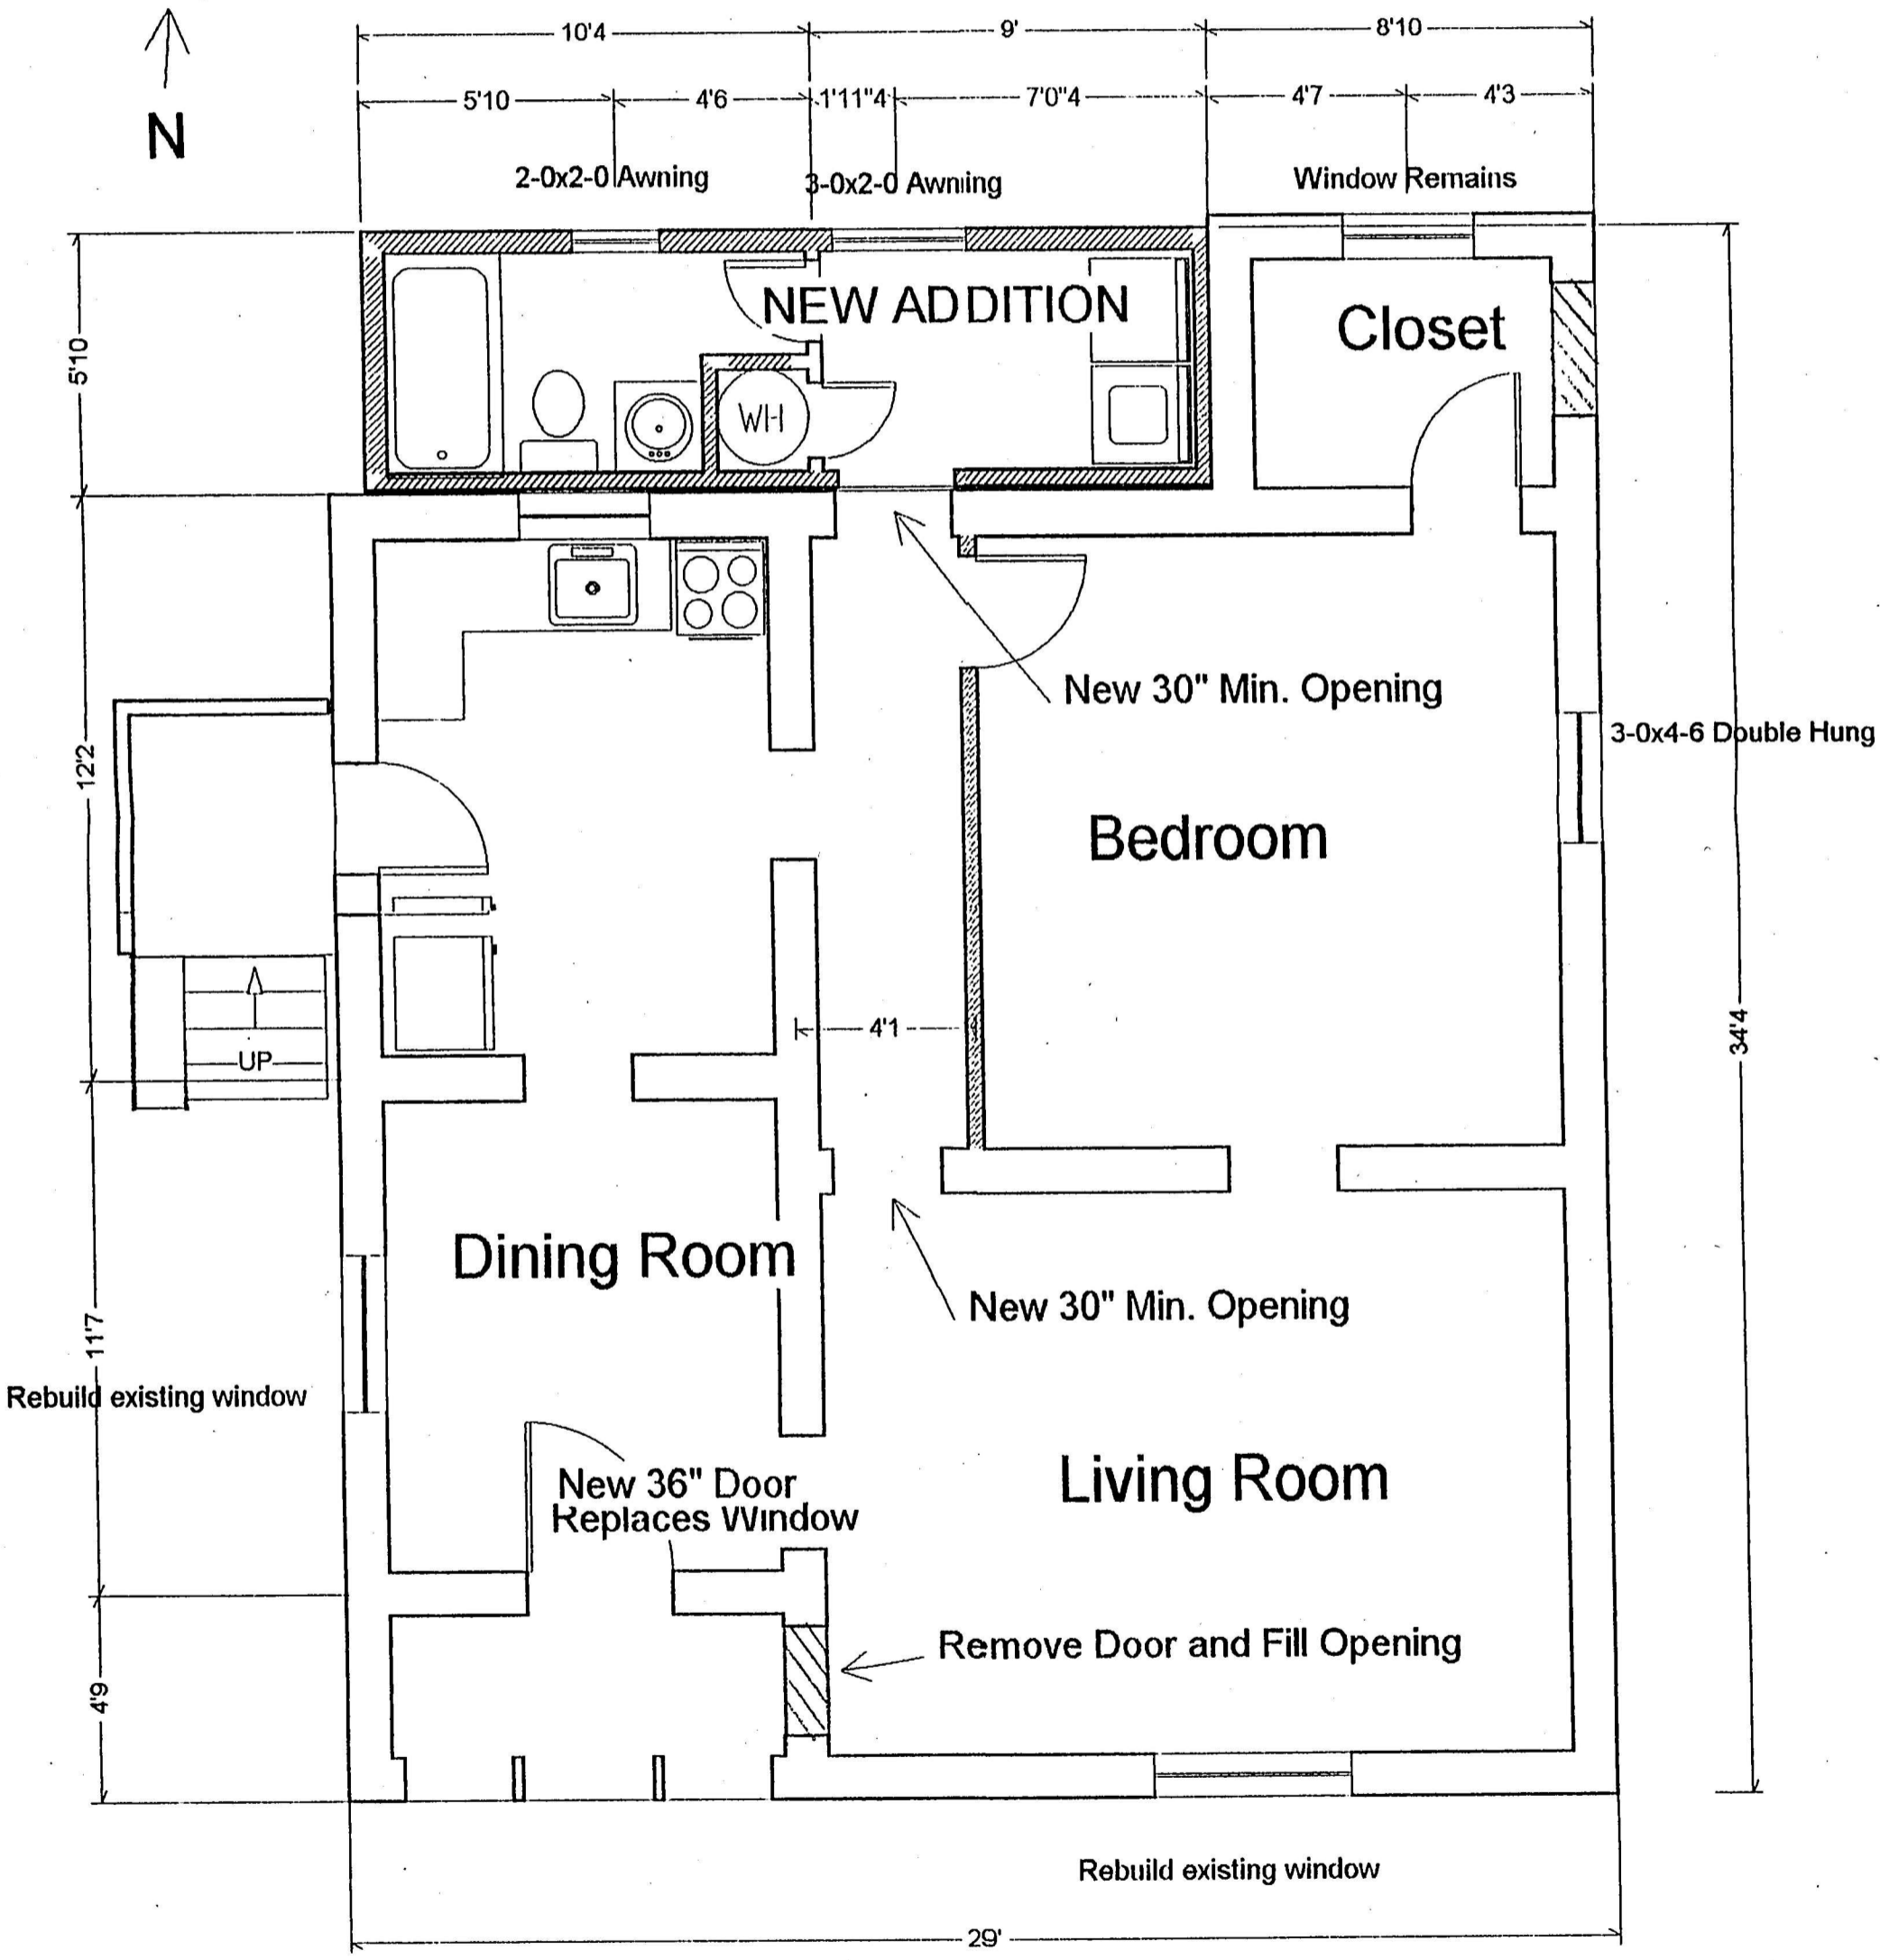 10'4
9'
8'10
5'10
4'6
1'11"4
7'0"4
4'7
4'3
N
2-0x2-0 Awning
3-0x2-0 Awning
Window Remains
NEW ADDITION
Closet
5'10
WH
New 30" Min. Opening
3-0x4-6 Double Hung
12'2
Bedroom
4'1
34'4
UP
Dining Room
New 30" Min. Opening
11'7
Rebuild existing window
New 36" Door
Replaces Window
Living Room
Remove Door and Fill Opening
4'9
Rebuild existing window
29'